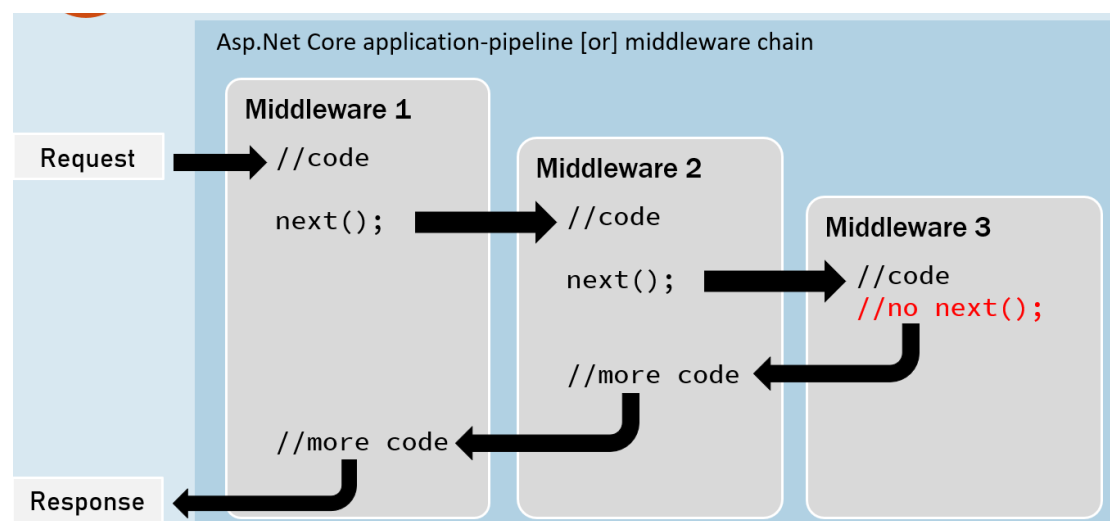 Asp.Net Core application-pipeline [or] middleware chain
Request
Middleware 1
//code
next();
//more code
Middleware 2
//code
next();
//more code
Middleware 3
//code
//no next();
Response